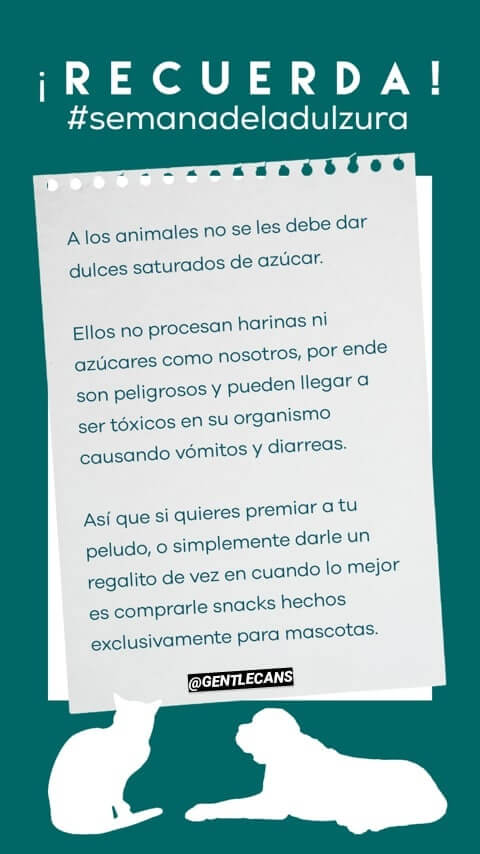 ¡RECUERDA!
#semanadeladulzura
A los animales no se les debe dar
dulces saturados de azúcar.
Ellos no procesan harinas ni
azúcares como nosotros, por ende
son peligrosos y pueden llegar a
ser tóxicos en su organismo
causando vómitos y diarreas.
Así que si quieres premiar a tu
peludo, o simplemente darle un
regalito de vez en cuando lo mejor
es comprarle snacks hechos
exclusivamente para mascotas.
@GENTLECANS